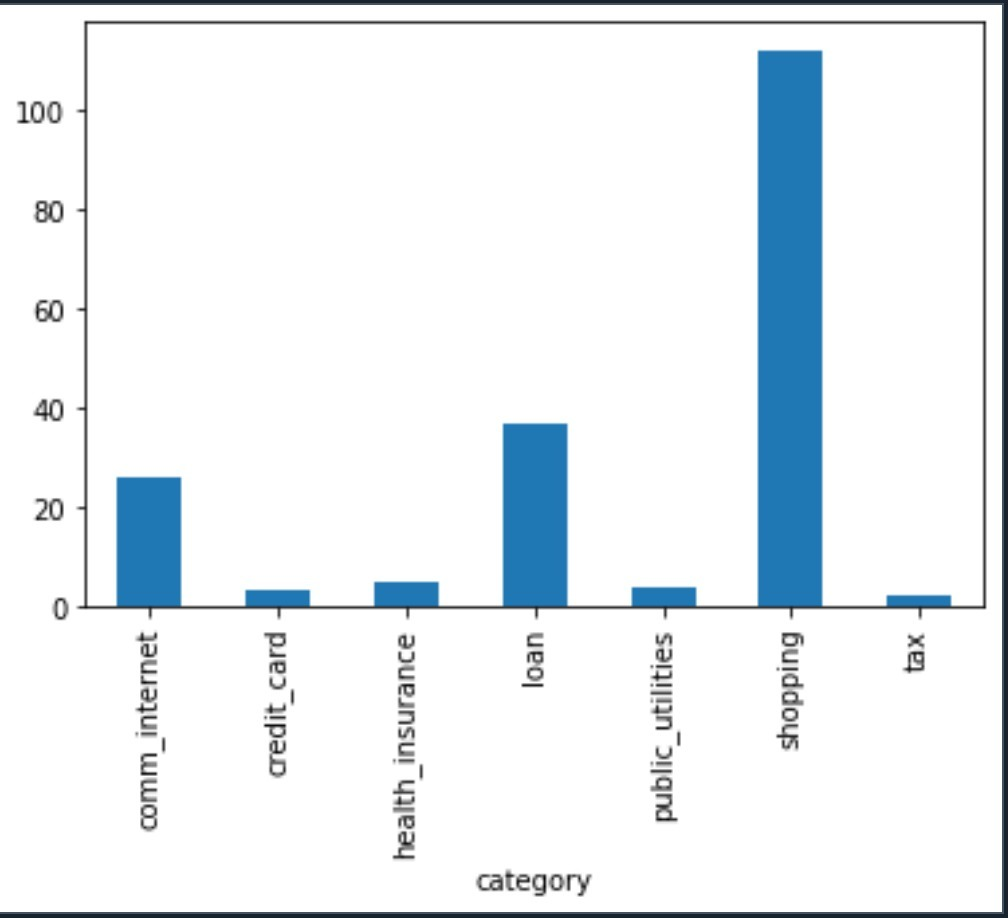 100
80
60
40
20
0
comm_internet
credit_card
health_insurance
loan
public_utilities
shopping
tax
category